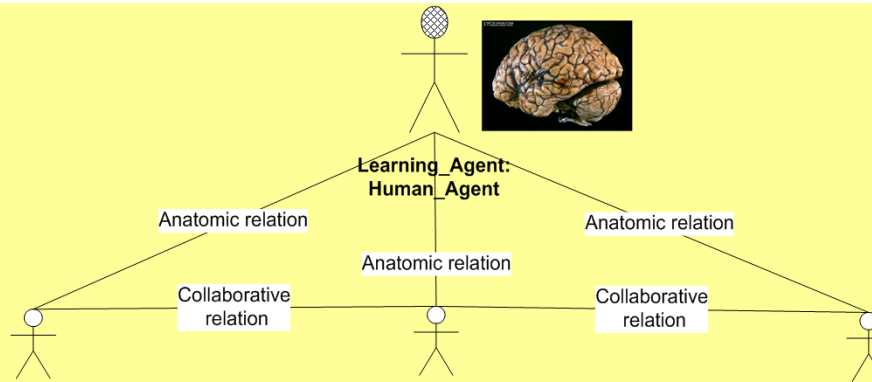 Learning_Agent:
Human_Agent
Anatomic relation
Anatomic relation
Anatomic relation
Collaborative
relation
Collaborative
relation